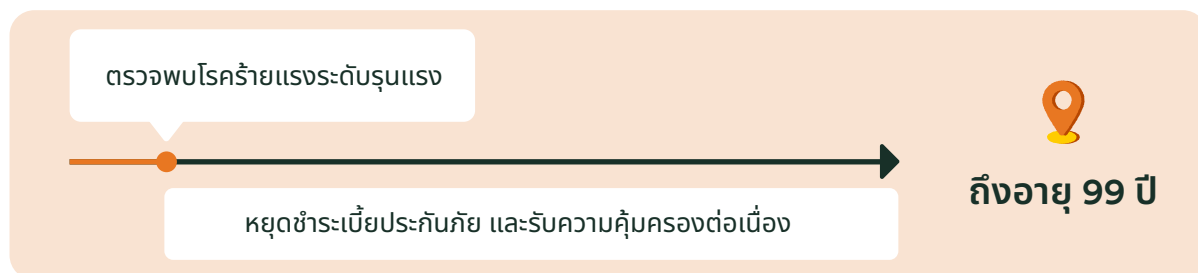 ตรวจพบโรคร้ายแรงระดับรุนแรง
หยุดชำระเบี้ยประกันภัย และรับความคุ้มครองต่อเนื่อง
ถึงอายุ 99 ปี